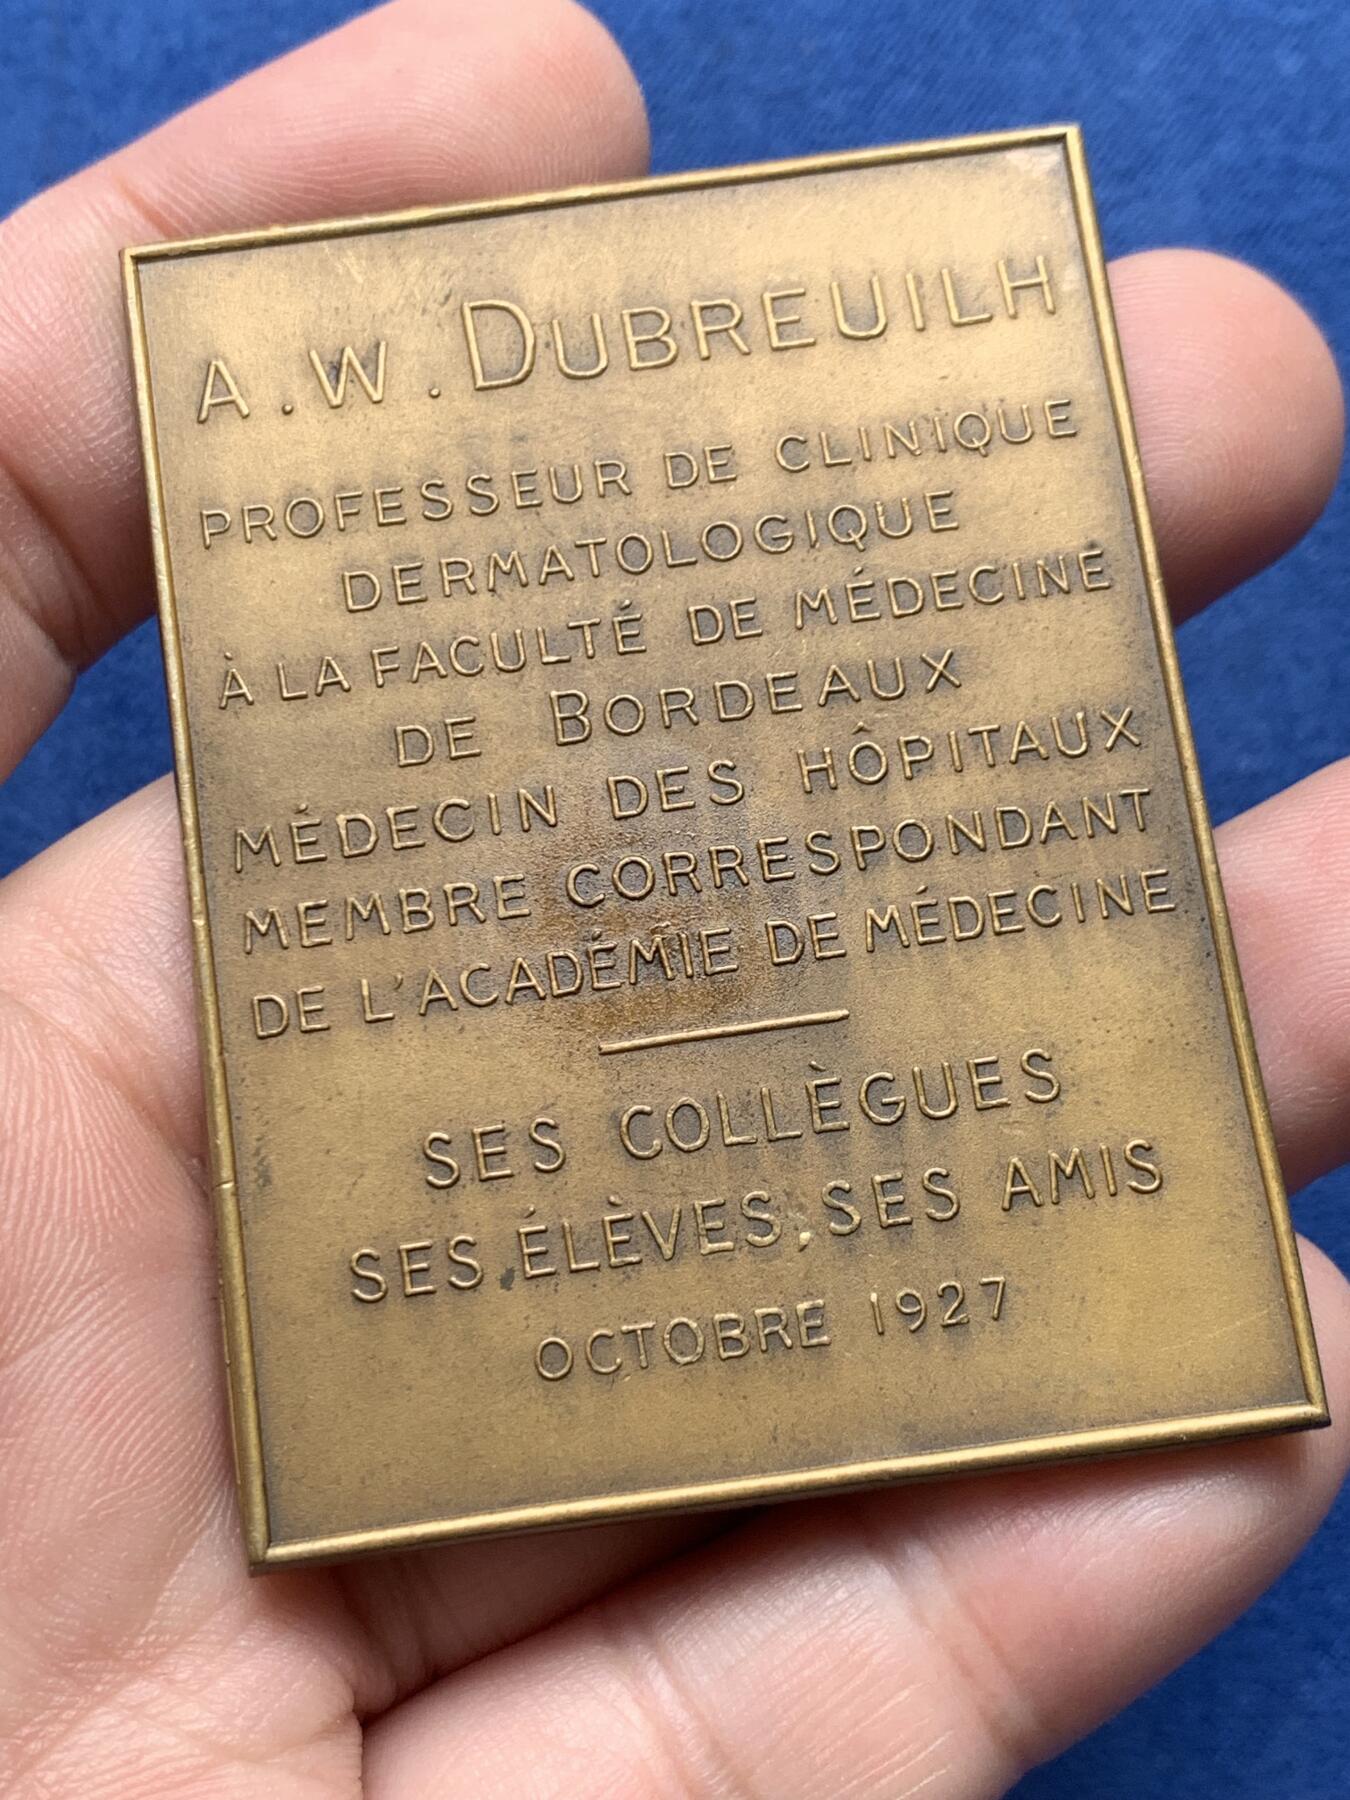 A.W. DUBREUILH
PROFESSEUR DE CLINIQUE
DERMATOLOGIQUE
À LA FACULTÉ DE MÉDECINE
DE BORDEAUX
MÉDECIN DES HÔPITAUX
MEMBRE CORRESPONDANT
DE L'ACADÉMIE DE MÉDECINE
SES COLLÈGUES
SES ÉLÈVES, SES AMIS
OCTOBRE 1927